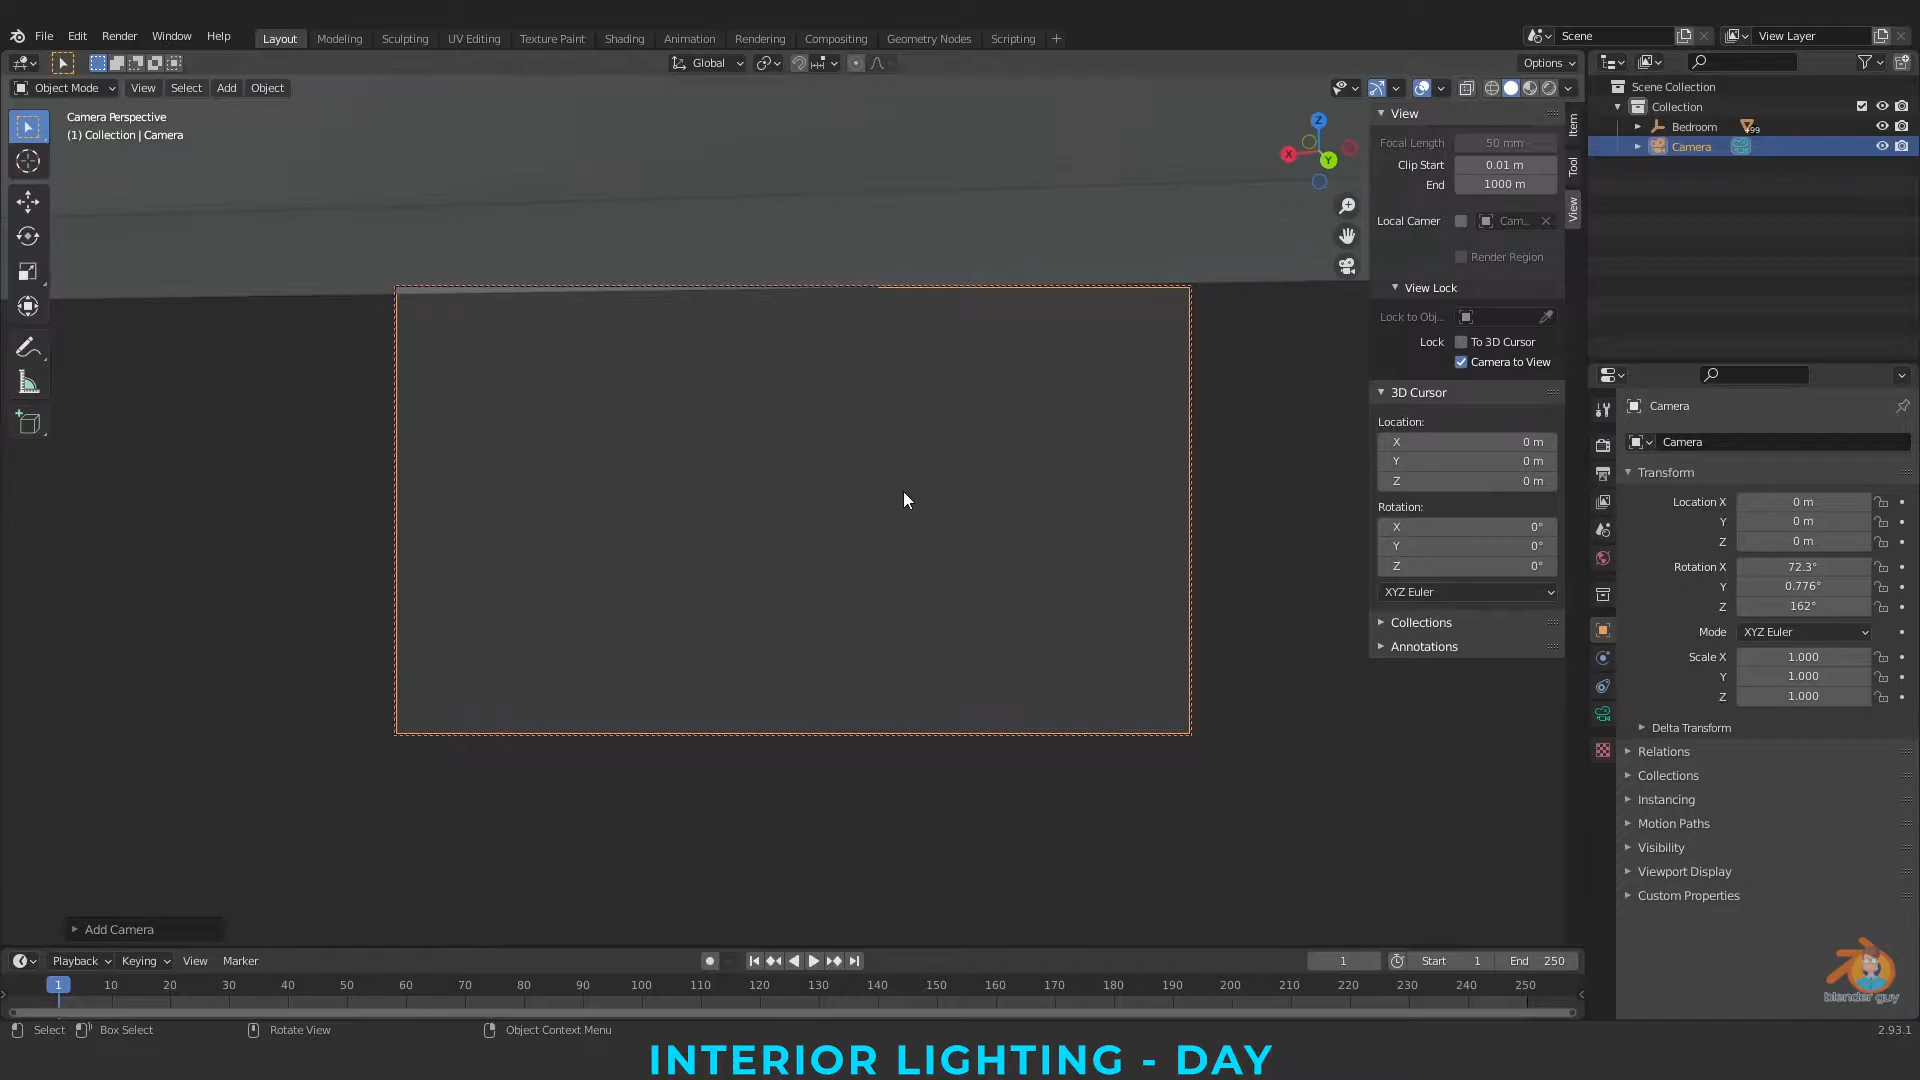 File Edit Render Window Help
Layout Modeling Sculpting UV Editing Texture Paint Shading Animation Rendering Compositing Geometry Nodes Scripting +
Scene
View Layer
Global
Options
Object Mode View Select Add Object
Camera Perspective
(1) Collection | Camera
Z
X
Y
View
Focal Length 50 mm
Clip Start 0.01 m
End 1000 m
Local Camer Cam...
Render Region
View Lock
Lock to Obj...
Lock To 3D Cursor
Camera to View
3D Cursor
Location:
X 0 m
Y 0 m
Z 0 m
Rotation:
X 0°
Y 0°
Z 0°
XYZ Euler
Collections
Annotations
Item
Tool
View
Scene Collection
Collection
Bedroom 99
Camera
Camera
Camera
Transform
Location X 0 m
Y 0 m
Z 0 m
Rotation X 72.3°
Y 0.776°
Z 162°
Mode XYZ Euler
Scale X 1.000
Y 1.000
Z 1.000
Delta Transform
Relations
Collections
Instancing
Motion Paths
Visibility
Viewport Display
Custom Properties
Add Camera
Playback Keying View Marker
1
Start 1 End 250
1 10 20 30 40 50 60 70 80 90 100 110 120 130 140 150 160 170 180 190 200 210 220 230 240 250
Select Box Select Rotate View Object Context Menu
2.93.1
blender guy
INTERIOR LIGHTING - DAY